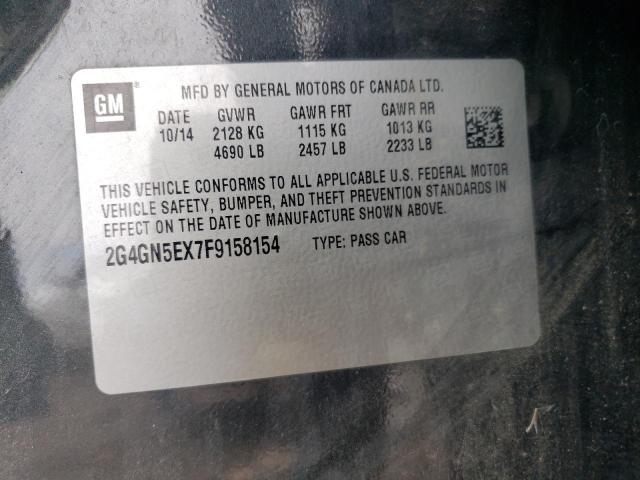 GM
MFD BY GENERAL MOTORS OF CANADA LTD.
DATE GVWR GAWR FRT GAWR RR
10/14 2128 KG 1115 KG 1013 KG
4690 LB 2457 LB 2233 LB
THIS VEHICLE CONFORMS TO ALL APPLICABLE U.S. FEDERAL MOTOR
VEHICLE SAFETY, BUMPER, AND THEFT PREVENTION STANDARDS IN
EFFECT ON THE DATE OF MANUFACTURE SHOWN ABOVE.
2G4GN5EX7F9158154 TYPE: PASS CAR